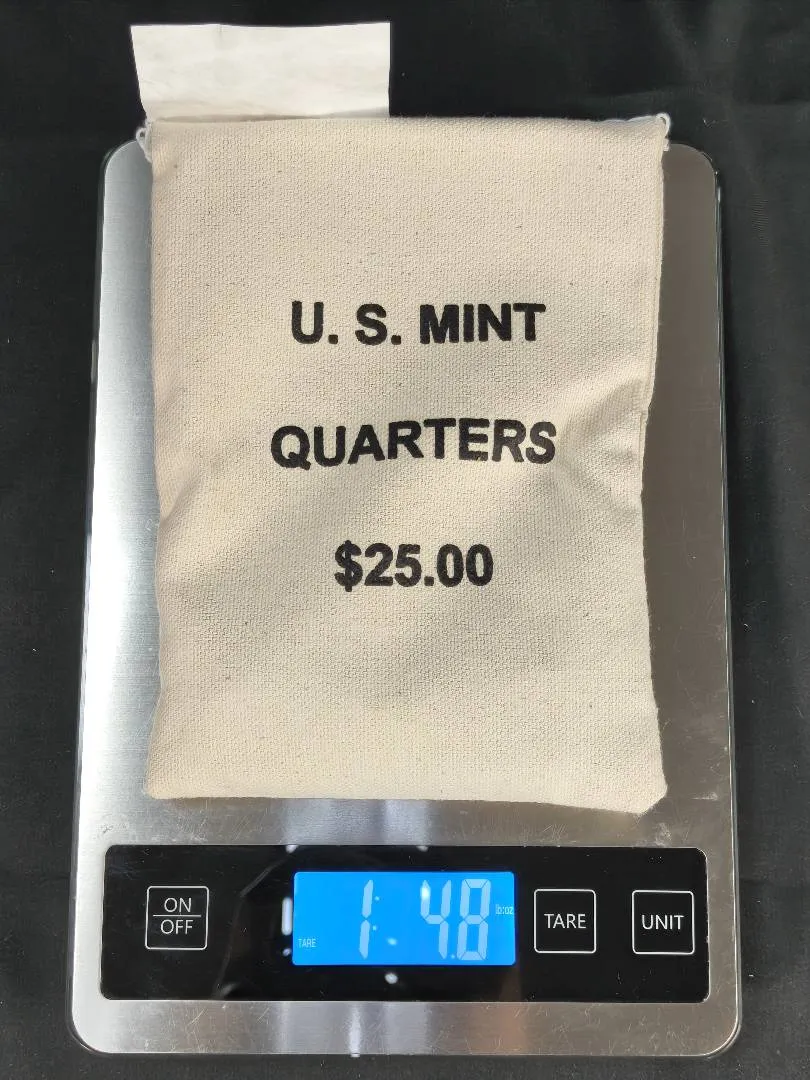 U. S. MINT
QUARTERS
$25.00
ON
OFF
TARE
1: 4.8
lb:oz
TARE
UNIT